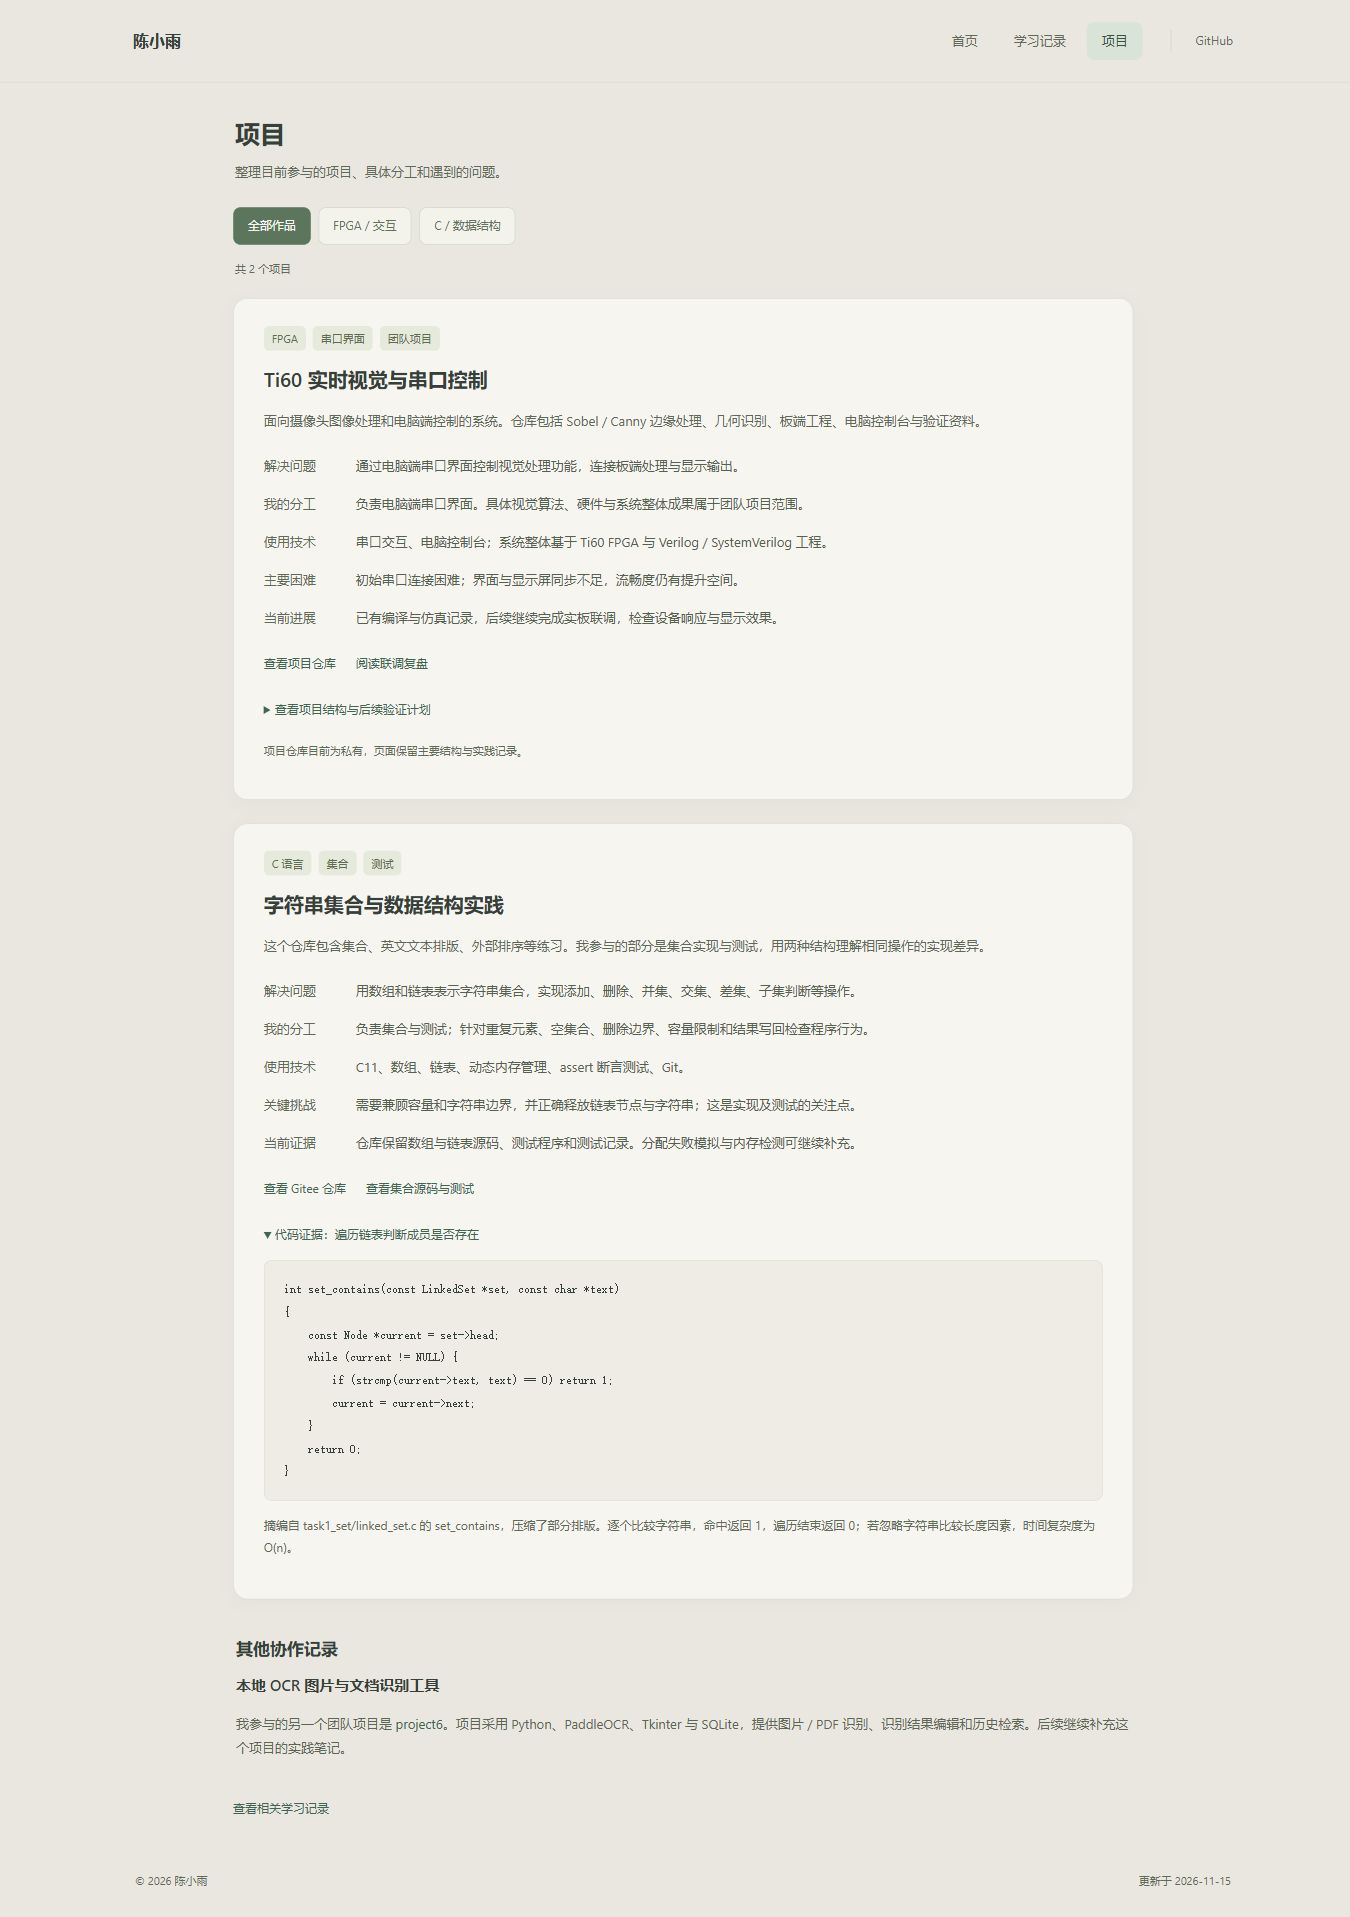 陈小雨
首页 学习记录 项目 GitHub
项目
整理目前参与的项目、具体分工和遇到的问题。
全部作品 FPGA / 交互 C / 数据结构
共 2 个项目
FPGA 串口界面 团队项目
Ti60 实时视觉与串口控制
面向摄像头图像处理和电脑端控制的系统。仓库包括 Sobel / Canny 边缘处理、几何识别、板端工程、电脑控制台与验证资料。
解决问题 通过电脑端串口界面控制视觉处理功能，连接板端处理与显示输出。
我的分工 负责电脑端串口界面。具体视觉算法、硬件与系统整体成果属于团队项目范围。
使用技术 串口交互、电脑控制台；系统整体基于 Ti60 FPGA 与 Verilog / SystemVerilog 工程。
主要困难 初始串口连接困难；界面与显示屏同步不足，流畅度仍有提升空间。
当前进展 已有编译与仿真记录，后续继续完成实板联调，检查设备响应与显示效果。
查看项目仓库 阅读联调复盘
▶ 查看项目结构与后续验证计划
项目仓库目前为私有，页面保留主要结构与实践记录。
C 语言 集合 测试
字符串集合与数据结构实践
这个仓库包含集合、英文文本排版、外部排序等练习。我参与的部分是集合实现与测试，用两种结构理解相同操作的实现差异。
解决问题 用数组和链表表示字符串集合，实现添加、删除、并集、交集、差集、子集判断等操作。
我的分工 负责集合与测试；针对重复元素、空集合、删除边界、容量限制和结果写回检查程序行为。
使用技术 C11、数组、链表、动态内存管理、assert 断言测试、Git。
关键挑战 需要兼顾容量和字符串边界，并正确释放链表节点与字符串；这是实现及测试的关注点。
当前证据 仓库保留数组与链表源码、测试程序和测试记录。分配失败模拟与内存检测可继续补充。
查看 Gitee 仓库 查看集合源码与测试
▼ 代码证据：遍历链表判断成员是否存在
int set_contains(const LinkedSet *set, const char *text)
{
    const Node *current = set->head;
    while (current != NULL) {
        if (strcmp(current->text, text) == 0) return 1;
        current = current->next;
    }
    return 0;
}
摘编自 task1_set/linked_set.c 的 set_contains，压缩了部分排版。逐个比较字符串，命中返回 1，遍历结束返回 0；若忽略字符串比较长度因素，时间复杂度为
O(n)。
其他协作记录
本地 OCR 图片与文档识别工具
我参与的另一个团队项目是 project6。项目采用 Python、PaddleOCR、Tkinter 与 SQLite，提供图片 / PDF 识别、识别结果编辑和历史检索。后续继续补充这
个项目的实践笔记。
查看相关学习记录
© 2026 陈小雨
更新于 2026-11-15